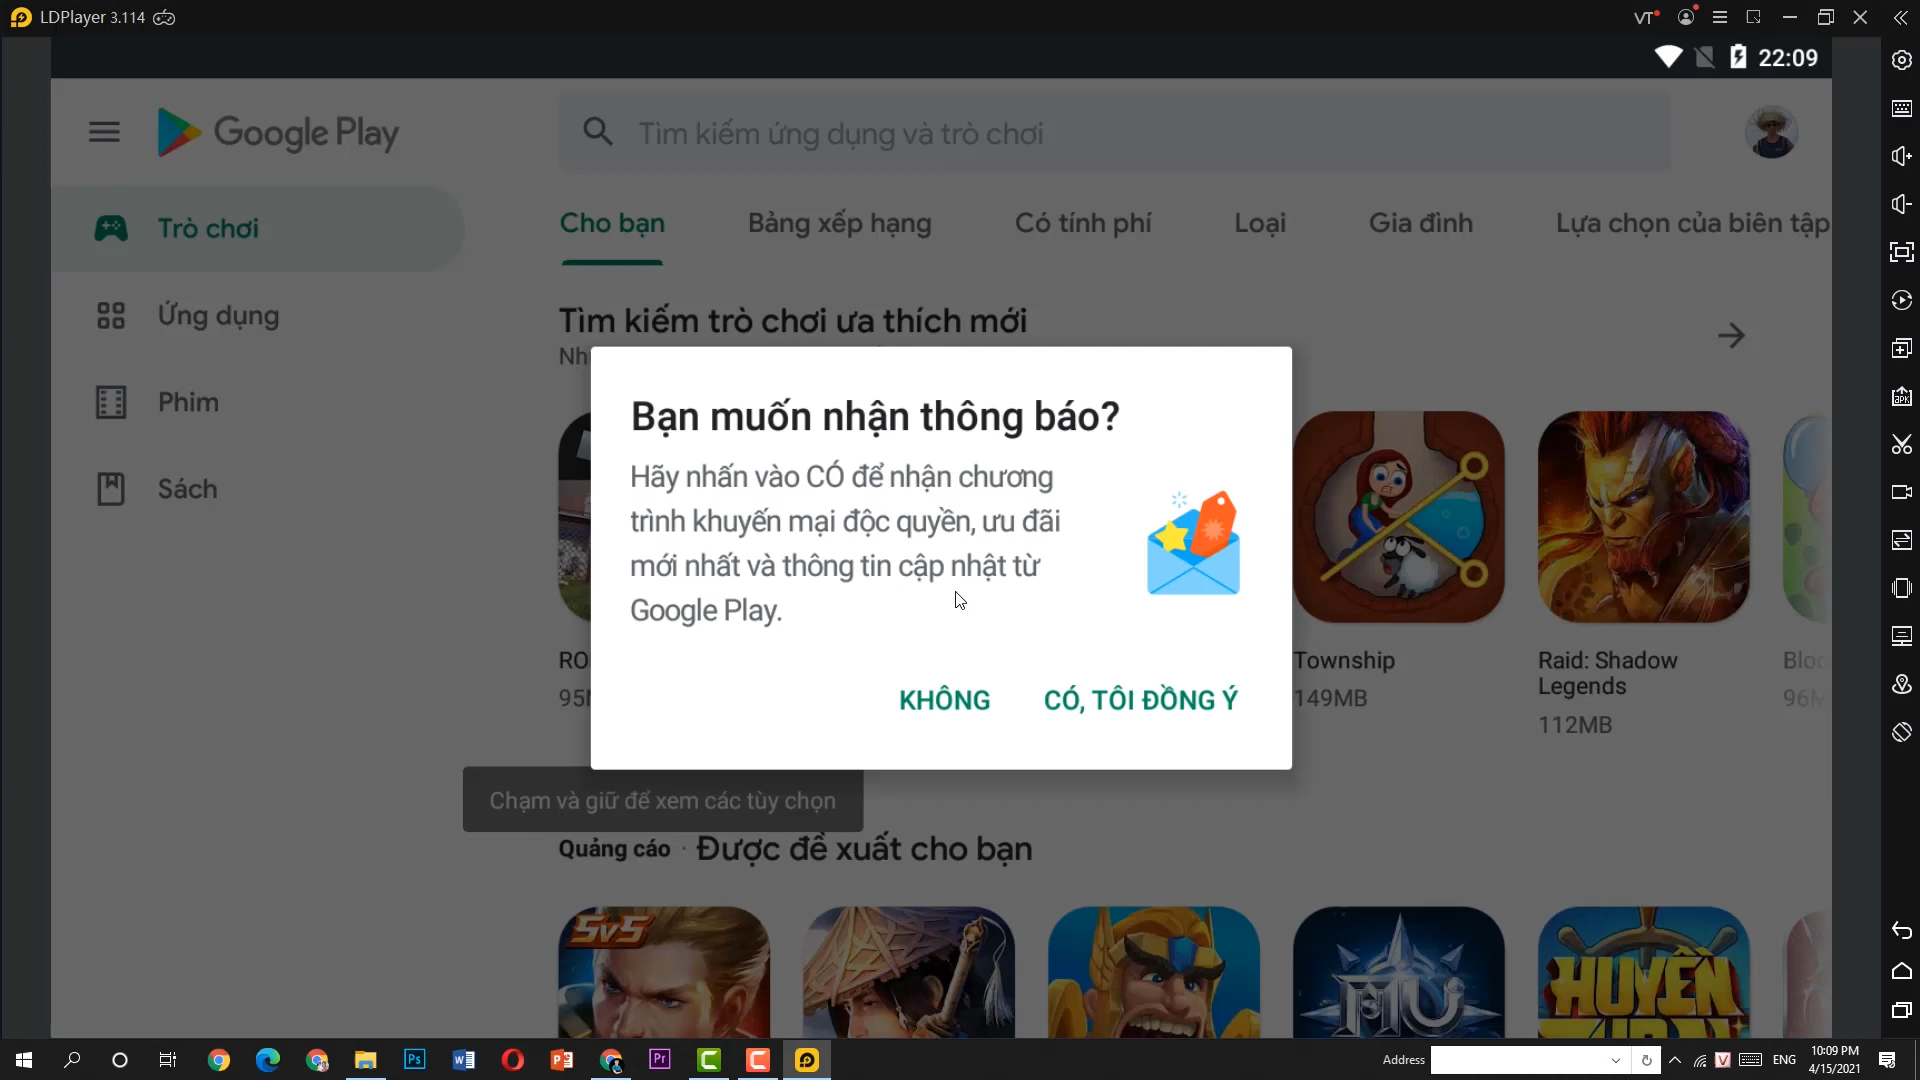 LDPlayer 3.114
VT
22:09
Google Play
Tìm kiếm ứng dụng và trò chơi
Trò chơi
Ứng dụng
Phim
Sách
Cho bạn
Bảng xếp hạng
Có tính phí
Loại
Gia đình
Lựa chọn của biên tập
Tìm kiếm trò chơi ưa thích mới
Bạn muốn nhận thông báo?
Hãy nhấn vào CÓ để nhận chương
trình khuyến mại độc quyền, ưu đãi
mới nhất và thông tin cập nhật từ
Google Play.
KHÔNG
CÓ, TÔI ĐỒNG Ý
Township
149MB
Raid: Shadow
Legends
112MB
Chạm và giữ để xem các tùy chọn
Quảng cáo · Được đề xuất cho bạn
5v5
MU
HUYỀN
APK
Ps
Pr
Address
ENG
10:09 PM
4/15/2021